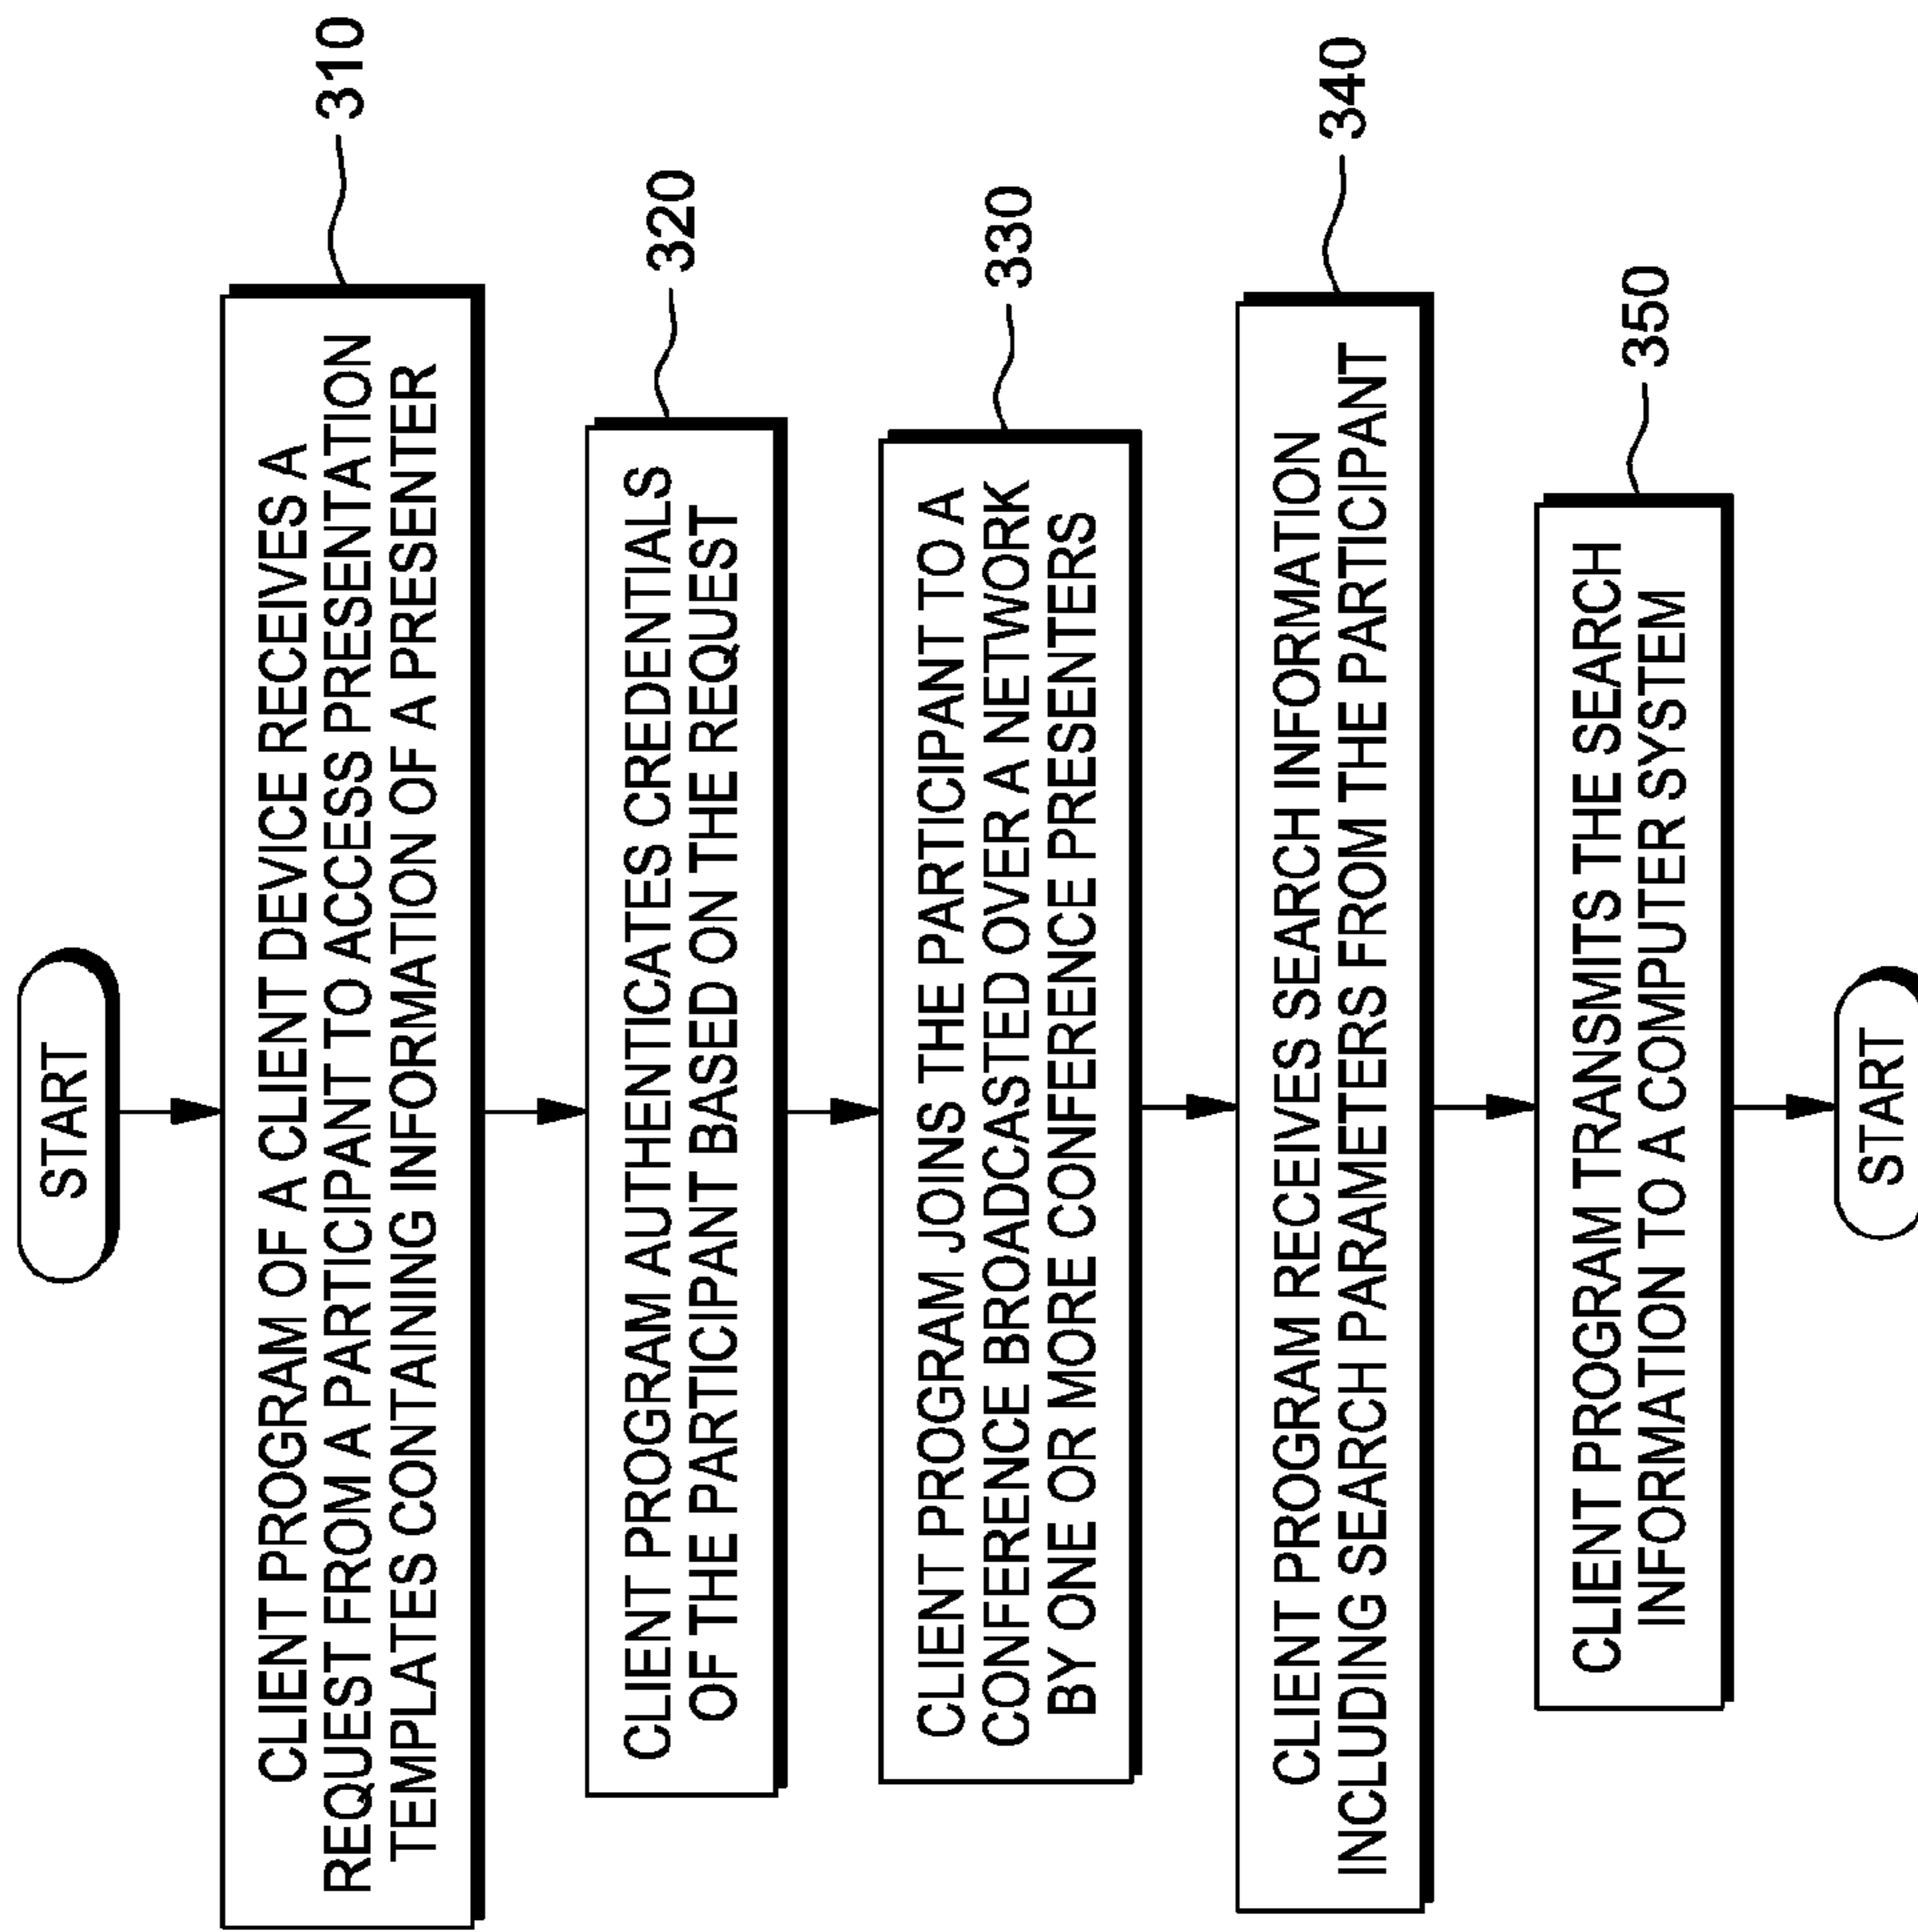 START
CLIENT PROGRAM OF A CLIENT DEVICE RECEIVES A
REQUEST FROM A PARTICIPANT TO ACCESS PRESENTATION
TEMPLATES CONTAINING INFORMATION OF A PRESENTER
310
CLIENT PROGRAM AUTHENTICATES CREDENTIALS
OF THE PARTICIPANT BASED ON THE REQUEST
320
CLIENT PROGRAM JOINS THE PARTICIPANT TO A
CONFERENCE BROADCASTED OVER A NETWORK
BY ONE OR MORE CONFERENCE PRESENTERS
330
CLIENT PROGRAM RECEIVES SEARCH INFORMATION
INCLUDING SEARCH PARAMETERS FROM THE PARTICIPANT
340
CLIENT PROGRAM TRANSMITS THE SEARCH
INFORMATION TO A COMPUTER SYSTEM
350
START